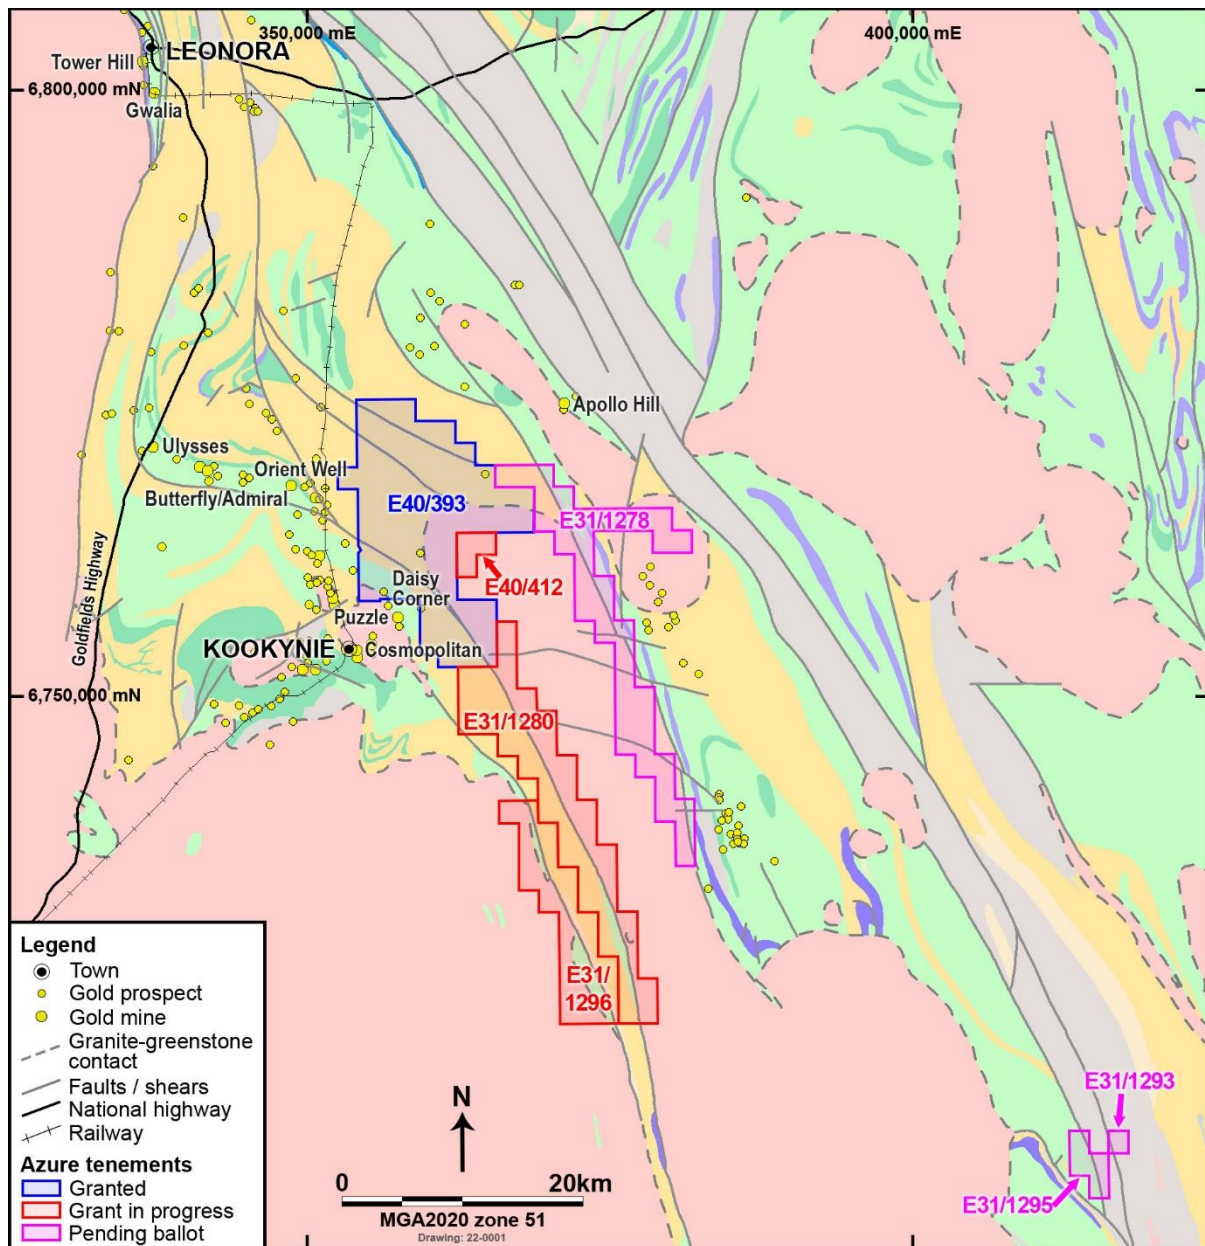 350,000 mE
400,000 mE
LEONORA
Tower Hill
6,800,000 mN
Gwalia
Apollo Hill
Ulysses
Orient Well
Butterfly/Admiral
E40/393
E31/1278
Goldfields Highway
E40/412
Daisy
Corner
Puzzle
KOOKYNIE
Cosmopolitan
6,750,000 mN
E31/1280
E31/
1296
E31/1293
E31/1295
Legend
Town
Gold prospect
Gold mine
Granite-greenstone
contact
Faults / shears
National highway
Railway
Azure tenements
Granted
Grant in progress
Pending ballot
N
0
20km
MGA2020 zone 51
Drawing: 22-0001